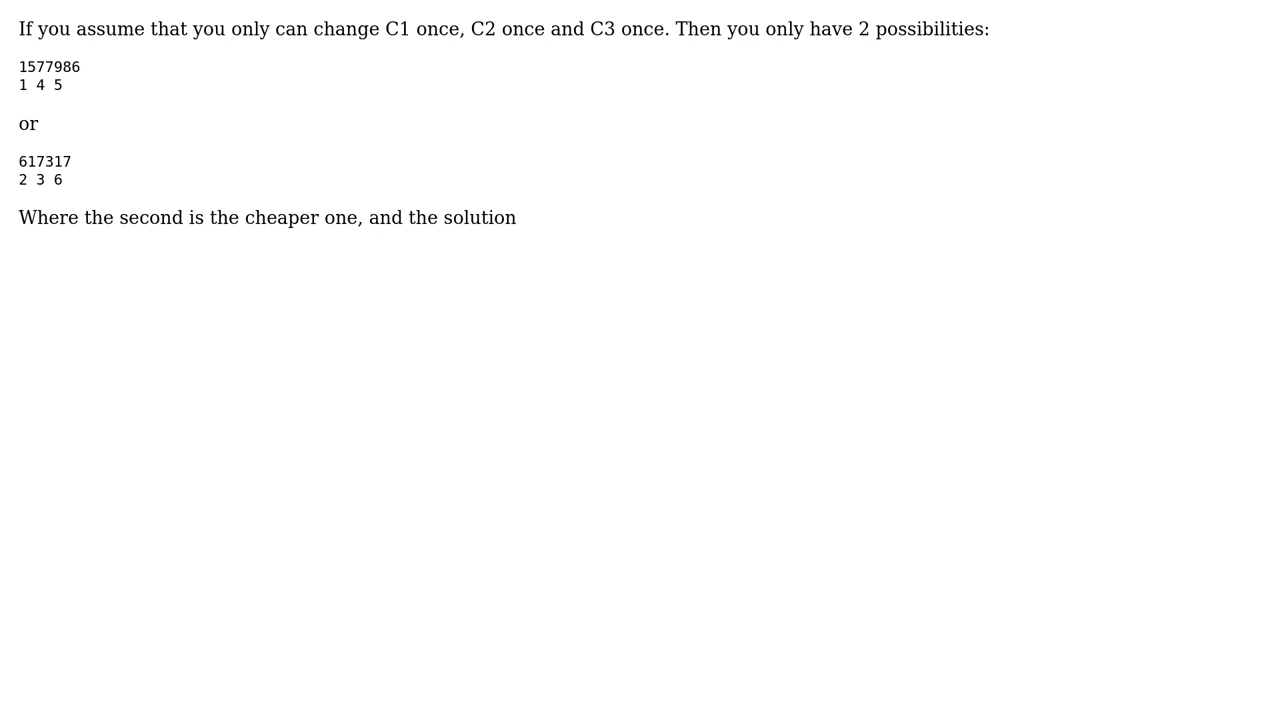 If you assume that you only can change C1 once, C2 once and C3 once. Then you only have 2 possibilities:
1577986
1 4 5
or
617317
2 3 6
Where the second is the cheaper one, and the solution